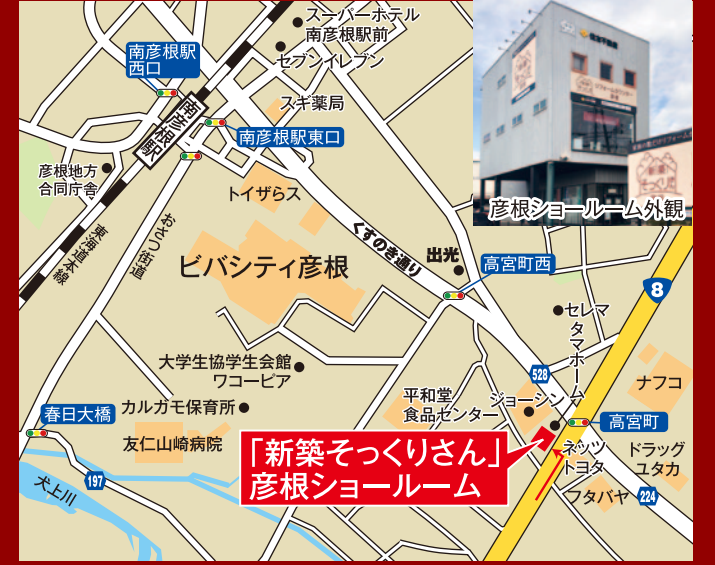 スーパーホテル
南彦根駅前
セブンイレブン
南彦根駅
西口
スギ薬局
南彦根駅
南彦根駅東口
彦根地方
合同庁舎
トイザらス
彦根ショールーム外観
おさつ街道
東海道本線
くすのき通り
ビバシティ彦根
出光
高宮町西
8
セレマ
タマホーム
大学生協学生会館
ワコーピア
528
ナフコ
平和堂
食品センター
ジョーシン
カルガモ保育所
春日大橋
高宮町
友仁山崎病院
「新築そっくりさん」
彦根ショールーム
ネッツ
トヨタ
ドラッグ
ユタカ
197
犬上川
フタバヤ
224